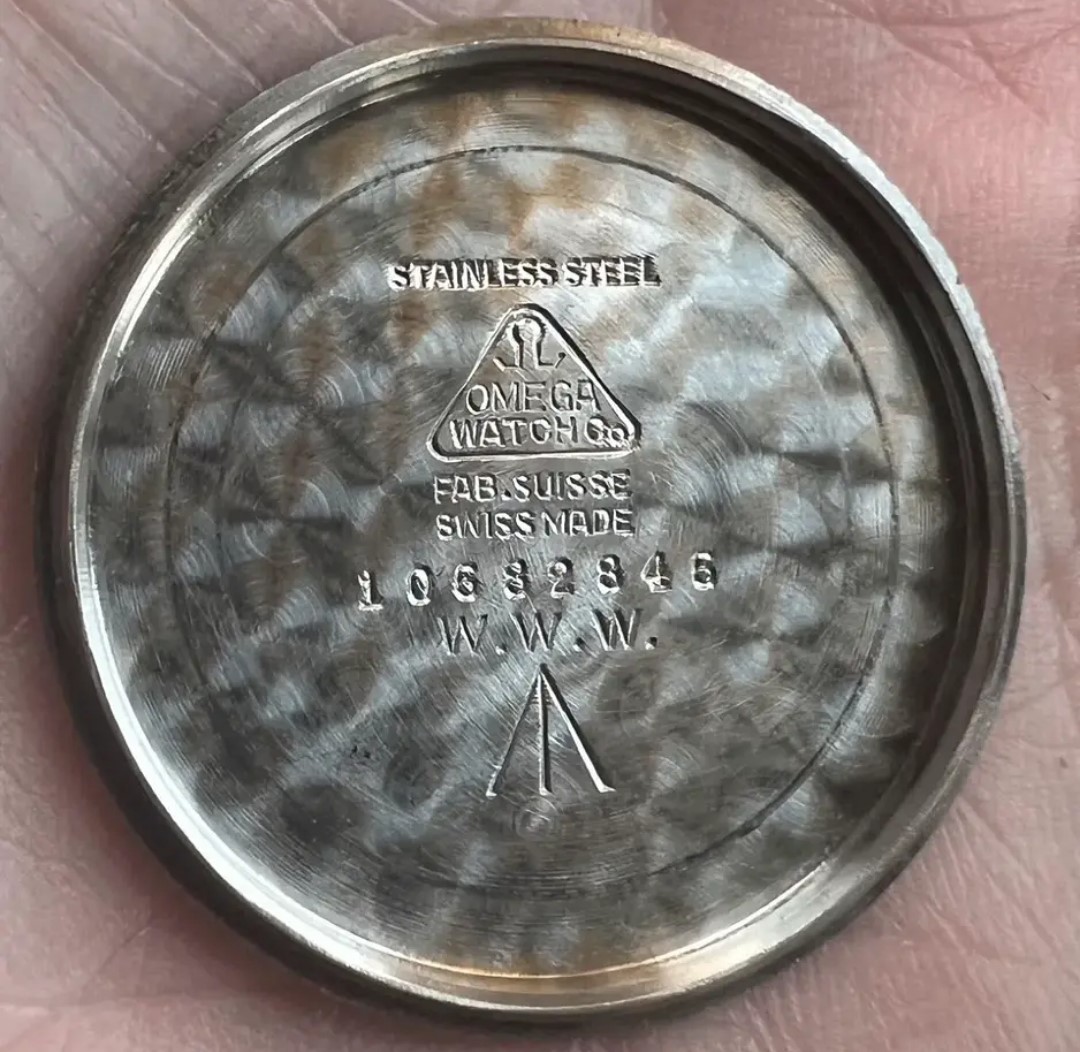 STAINLESS STEEL
Ω
OMEGA
WATCH Co
FAB. SUISSE
SWISS MADE
10682846
W.W.W.